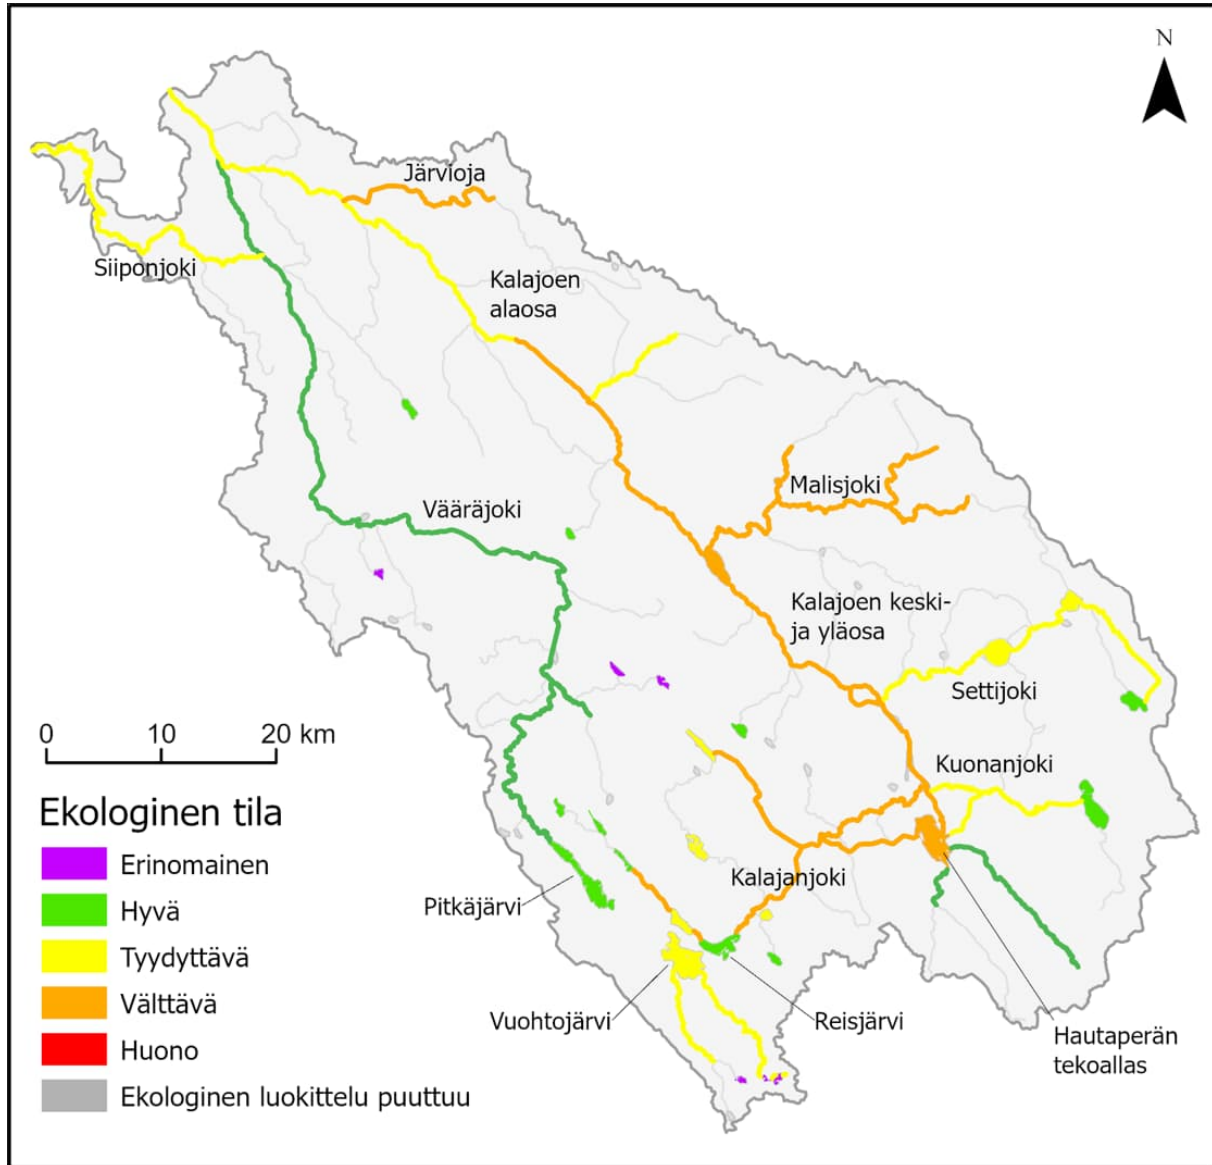 N
Järvioja
Siiponjoki
Kalajoen
alaosa
Vääräjoki
Malisjoki
Kalajoen keski-
ja yläosa
Settijoki
Kuonanjoki
0 10 20 km
Ekologinen tila
Erinomainen
Hyvä
Tyydyttävä
Välttävä
Huono
Ekologinen luokittelu puuttuu
Kalajanjoki
Pitkäjärvi
Vuohtojärvi
Reisjärvi
Hautaperän
tekoallas